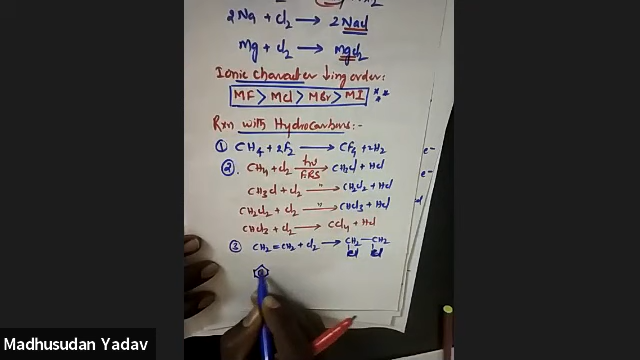 2Na + Cl2 → 2NaCl
Mg + Cl2 → MgCl2
Ionic character ↓ing order:
MF > MCl > MBr > MI
Rxn with Hydrocarbons:-
① CH4 + 2F2 → CF4 + 2H2
② CH4 + Cl2 hν/FRS → CH3Cl + HCl
CH3Cl + Cl2 " → CH2Cl2 + HCl
CH2Cl2 + Cl2 " → CHCl3 + HCl
CHCl3 + Cl2 → CCl4 + HCl
③ CH2 = CH2 + Cl2 → CH2 — CH2
Cl Cl
e-
e-
Madhusudan Yadav